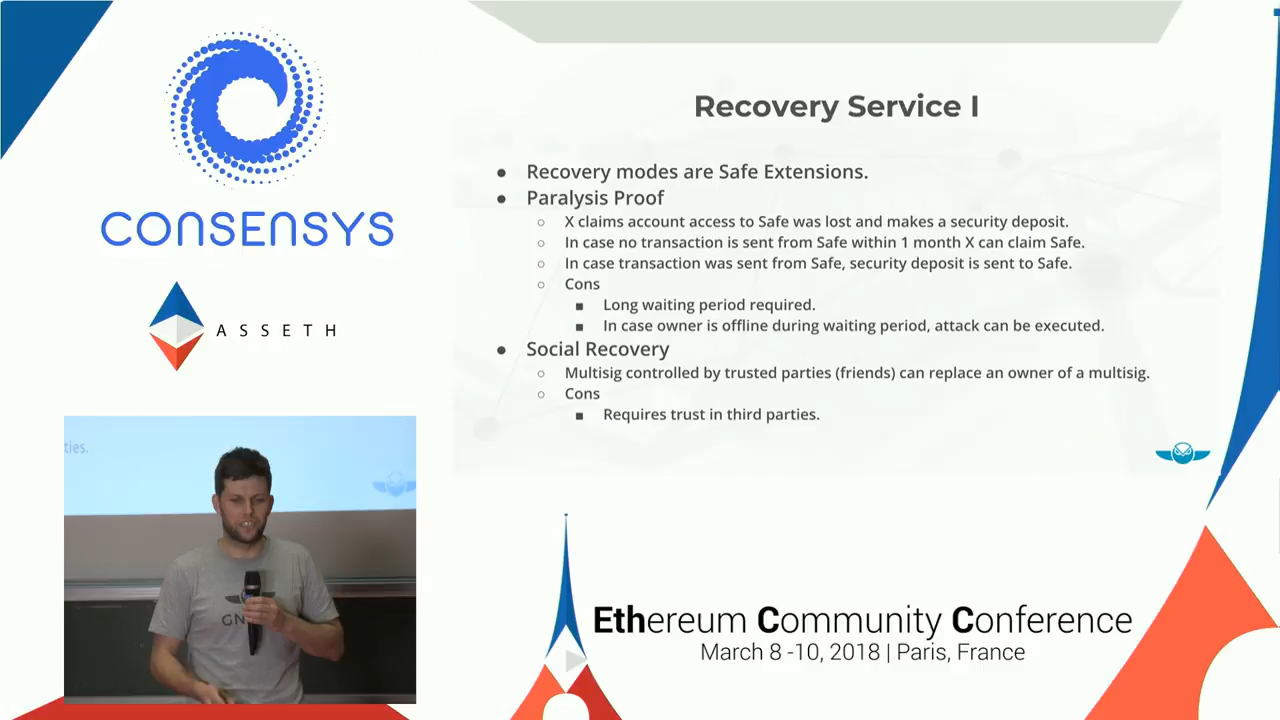 CONSENSYS
ASSETH
Recovery Service I
● Recovery modes are Safe Extensions.
● Paralysis Proof
○ X claims account access to Safe was lost and makes a security deposit.
○ In case no transaction is sent from Safe within 1 month X can claim Safe.
○ In case transaction was sent from Safe, security deposit is sent to Safe.
○ Cons
■ Long waiting period required.
■ In case owner is offline during waiting period, attack can be executed.
● Social Recovery
○ Multisig controlled by trusted parties (friends) can replace an owner of a multisig.
○ Cons
■ Requires trust in third parties.
ties.
GN
Ethereum Community Conference
March 8 -10, 2018 | Paris, France